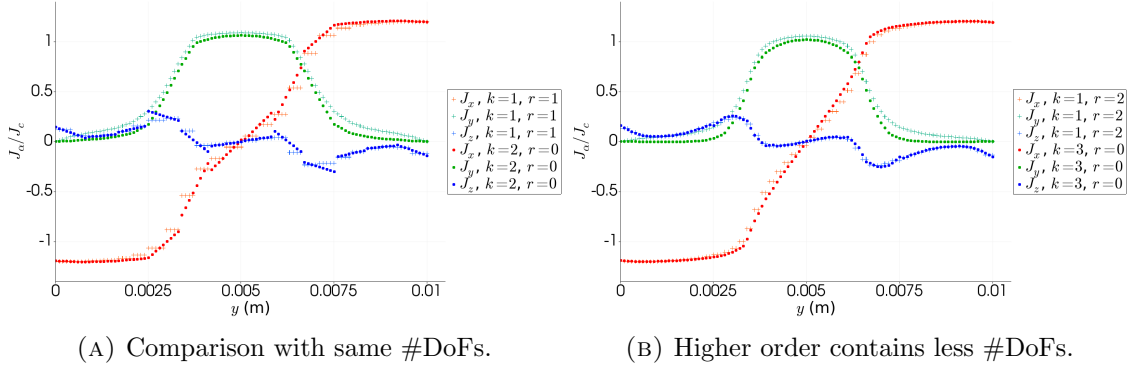 1
0.5
0
-0.5
-1
J_α/J_c
0
0.0025
0.005
0.0075
0.01
y (m)
J_x, k=1, r=1
J_y, k=1, r=1
J_z, k=1, r=1
J_x, k=2, r=0
J_y, k=2, r=0
J_z, k=2, r=0
(A) Comparison with same #DoFs.
1
0.5
0
-0.5
-1
J_α/J_c
0
0.0025
0.005
0.0075
0.01
y (m)
J_x, k=1, r=2
J_y, k=1, r=2
J_z, k=1, r=2
J_x, k=3, r=0
J_y, k=3, r=0
J_z, k=3, r=0
(B) Higher order contains less #DoFs.